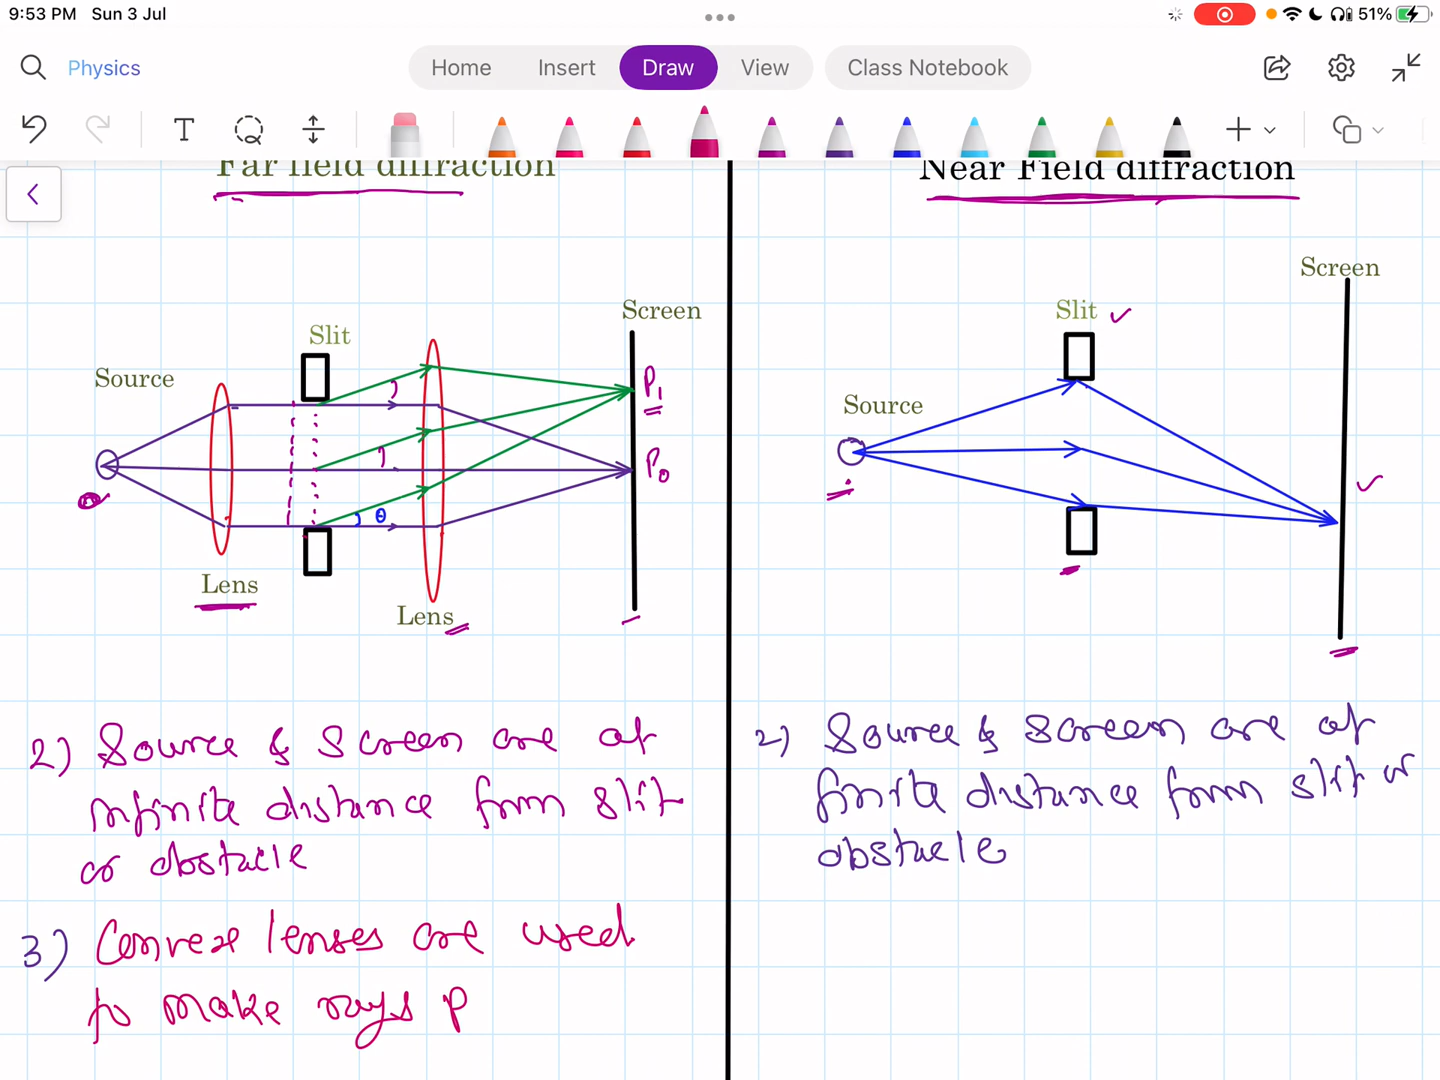 9:53 PM Sun 3 Jul
51%
Physics
Home Insert Draw View Class Notebook
T
Far field diffraction
Near Field diffraction
Screen
Screen
Slit
Slit
Source
Source
P1
P0
θ
Lens
Lens
2) Source & Screen are at
infinite distance from slit
or obstacle
2) Source & Screen are at
finite distance from slit or
obstacle
3) Convex lenses are used
to make rays p